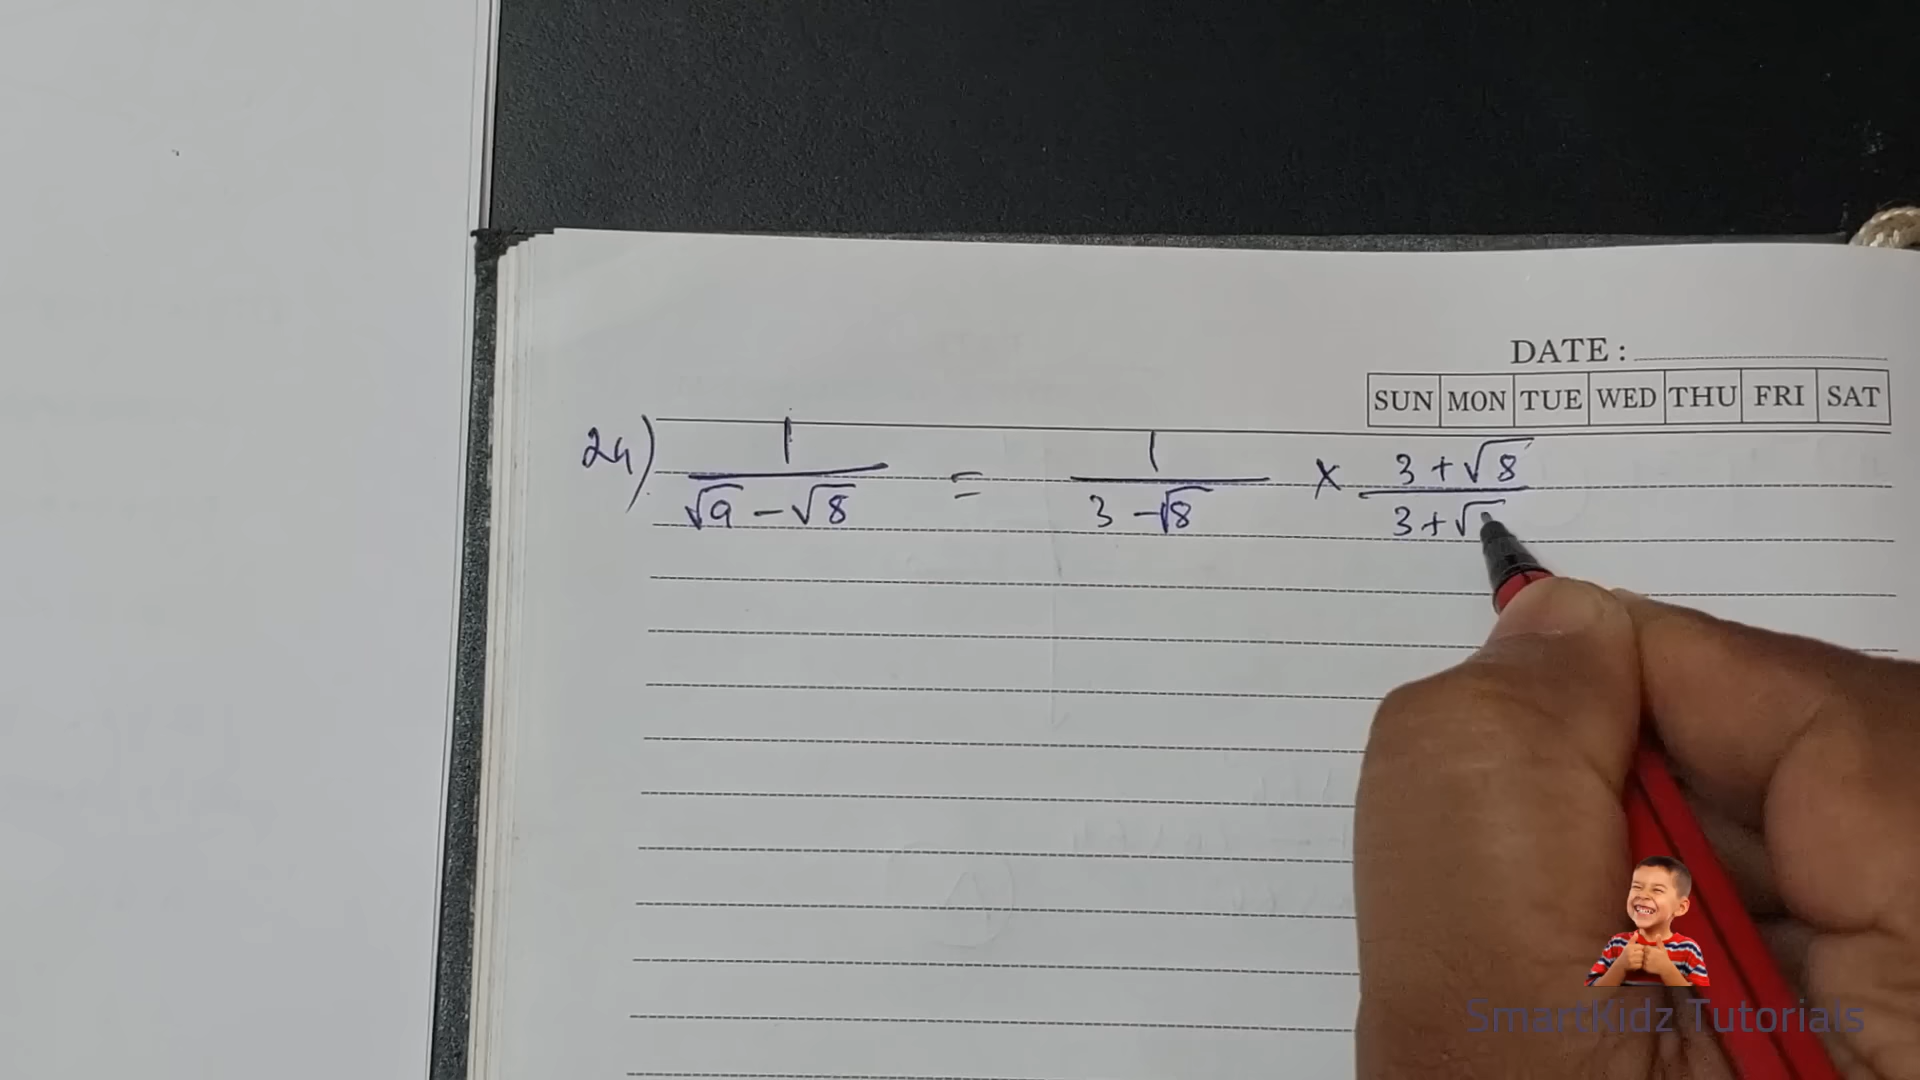 DATE :
SUN MON TUE WED THU FRI SAT
24) 1/(√9 - √8) = 1/(3 - √8) × (3 + √8)/(3 + √
SmartKidz Tutorials